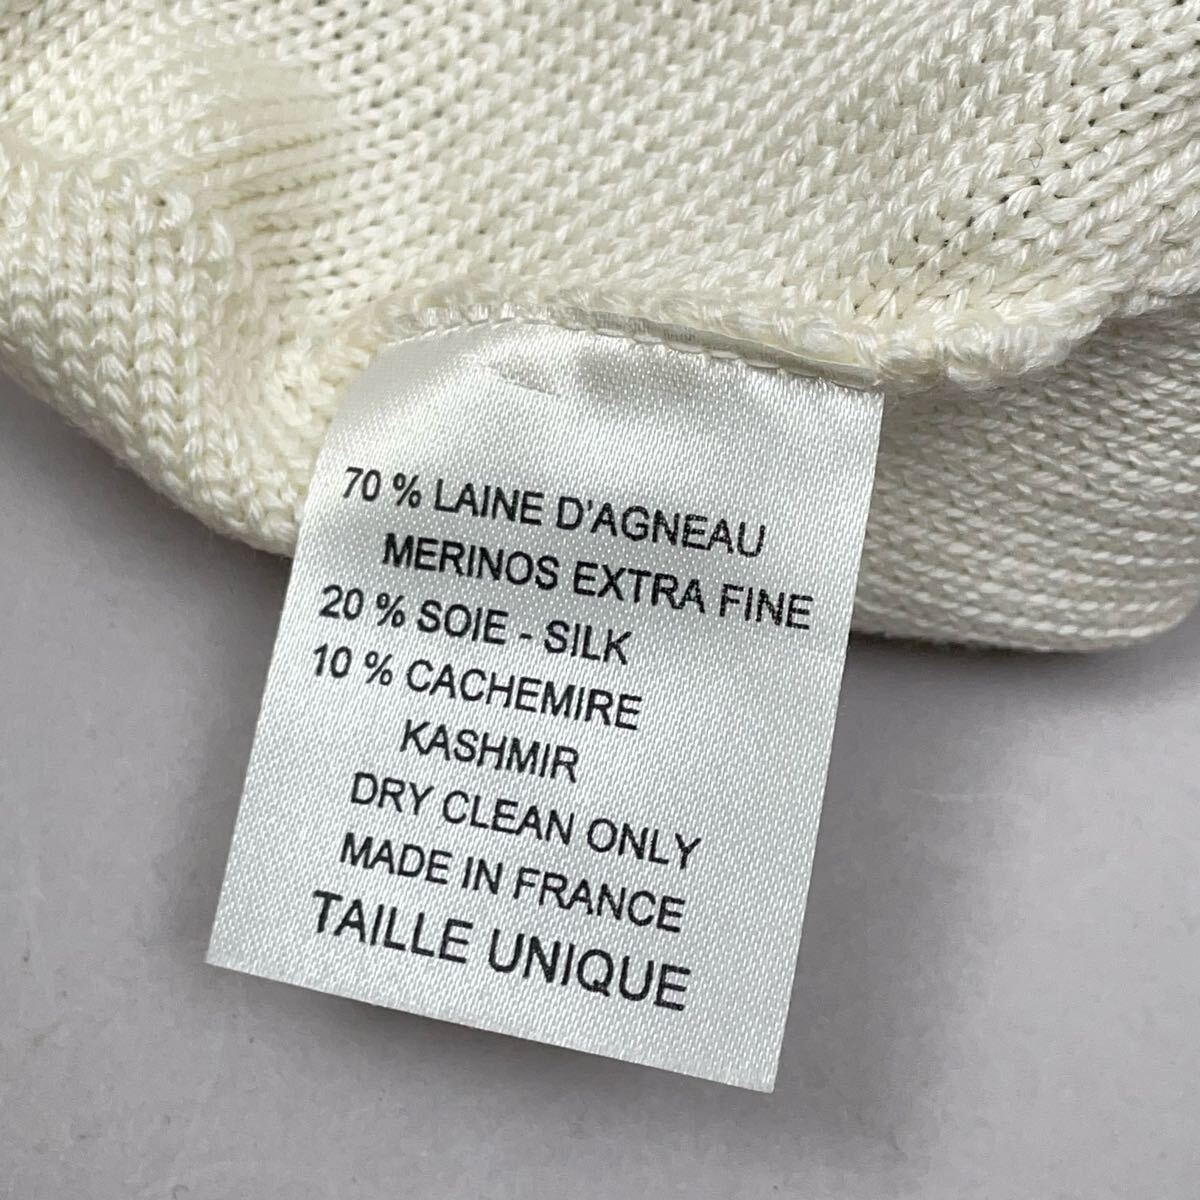 70 % LAINE D'AGNEAU
MERINOS EXTRA FINE
20 % SOIE - SILK
10 % CACHEMIRE
KASHMIR
DRY CLEAN ONLY
MADE IN FRANCE
TAILLE UNIQUE